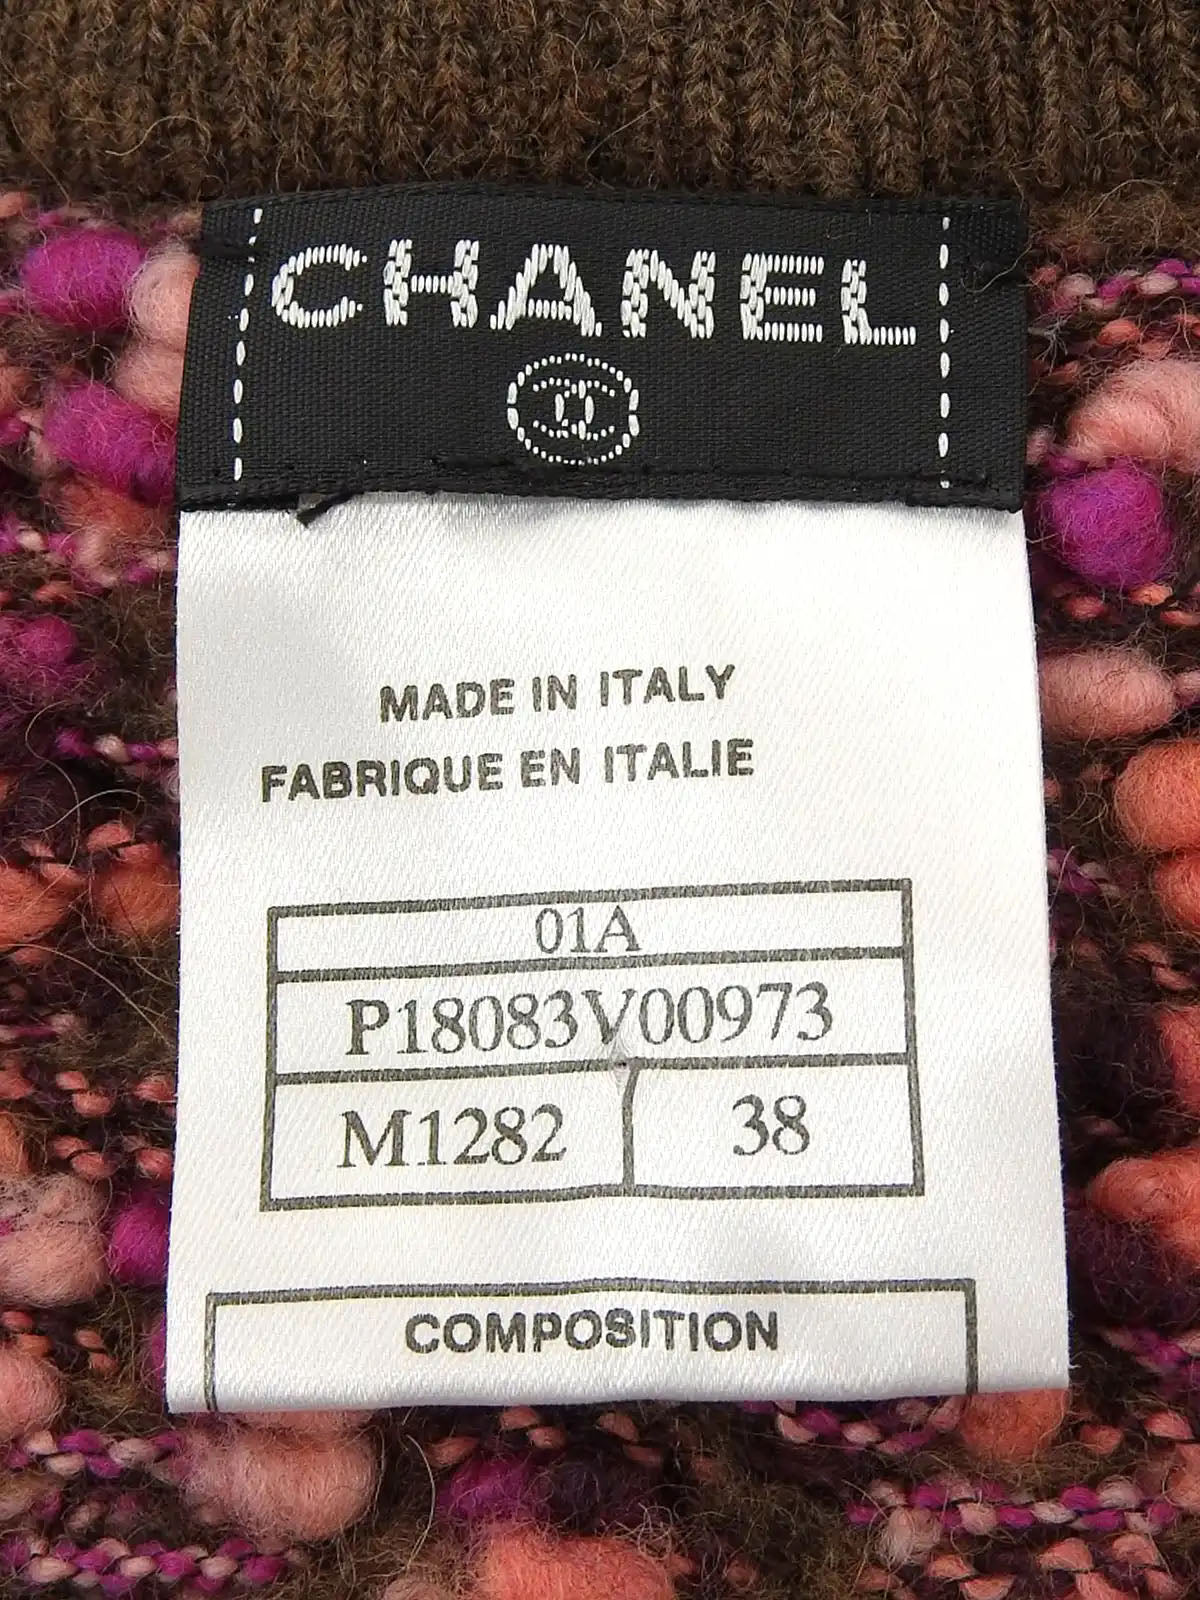 CHANEL
MADE IN ITALY
FABRIQUE EN ITALIE
01A
P18083V00973
M1282 38
COMPOSITION